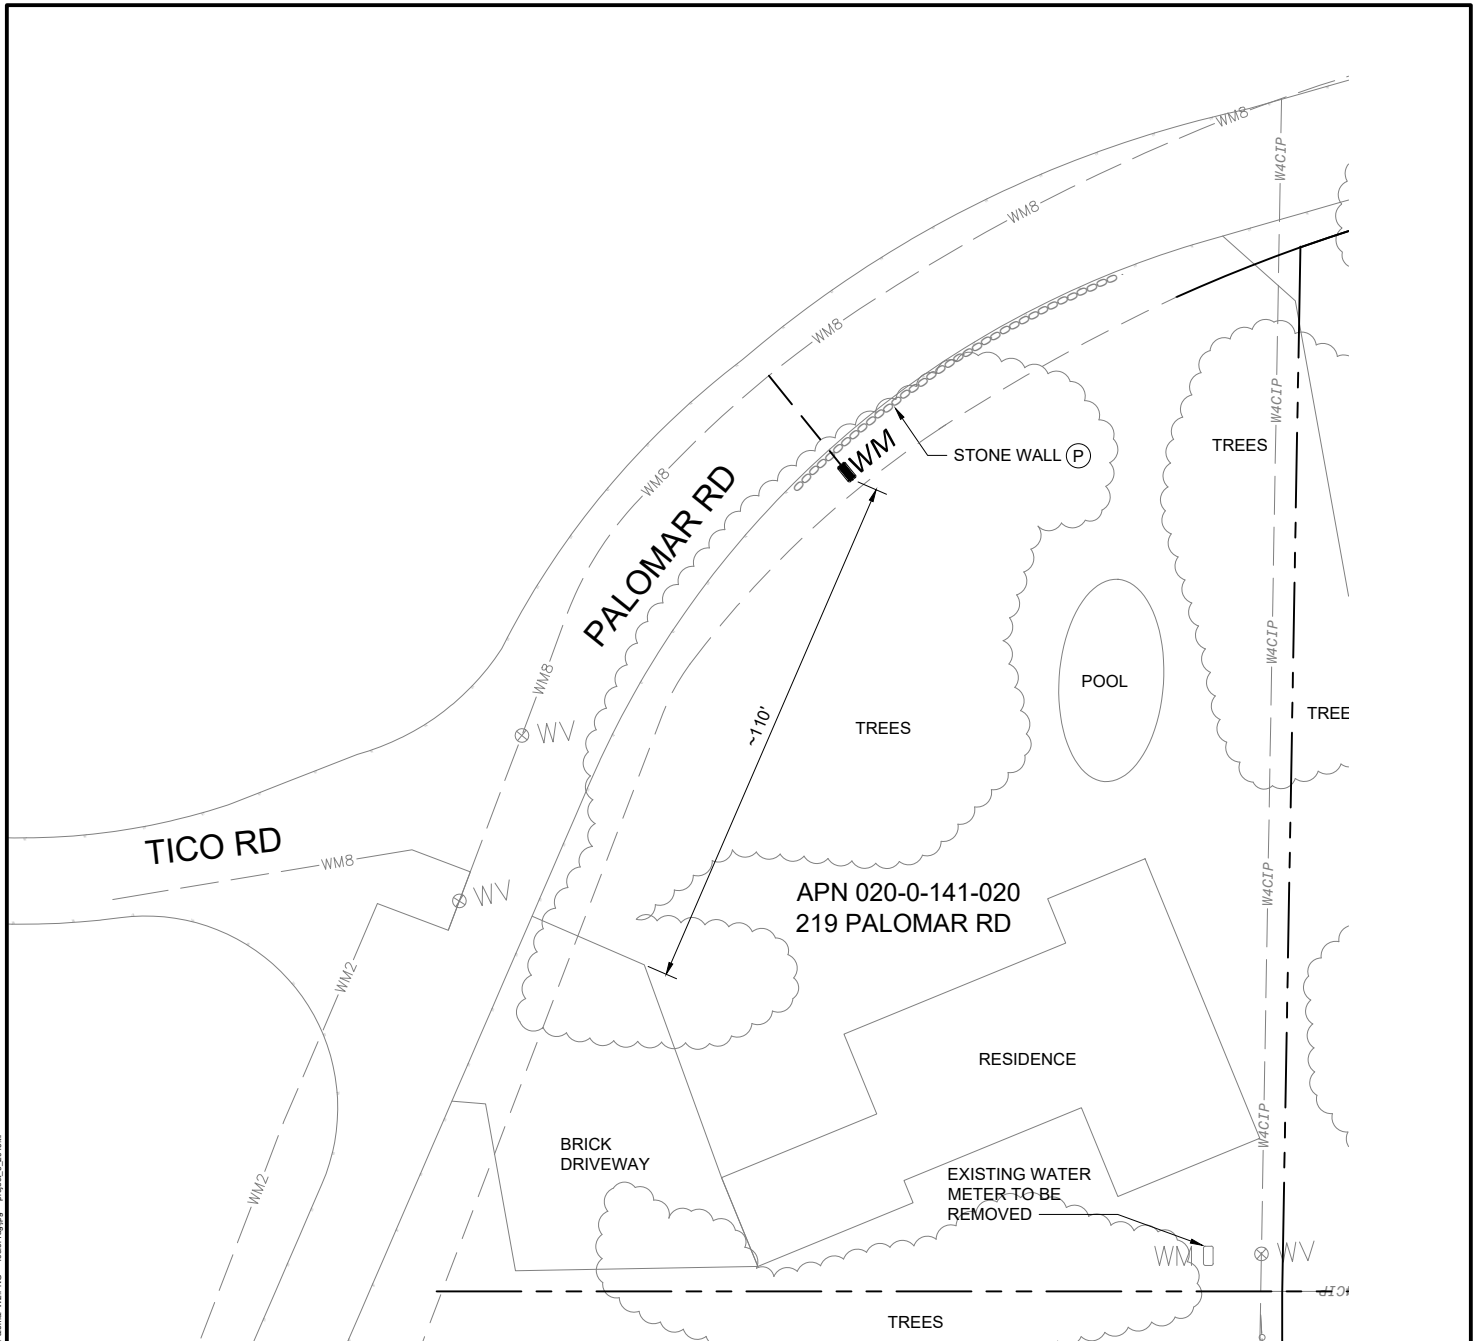 WM8
W4CIP
WM8
WM8
W4CIP
TREES
STONE WALL P
WM
WM8
PALOMAR RD
W4CIP
WM8
POOL
TREE
TREES
~110'
WV
TICO RD
WM8
WV
W4CIP
APN 020-0-141-020
219 PALOMAR RD
WM2
RESIDENCE
W4CIP
BRICK
DRIVEWAY
EXISTING WATER
METER TO BE
REMOVED
WM2
WM
WV
TREES